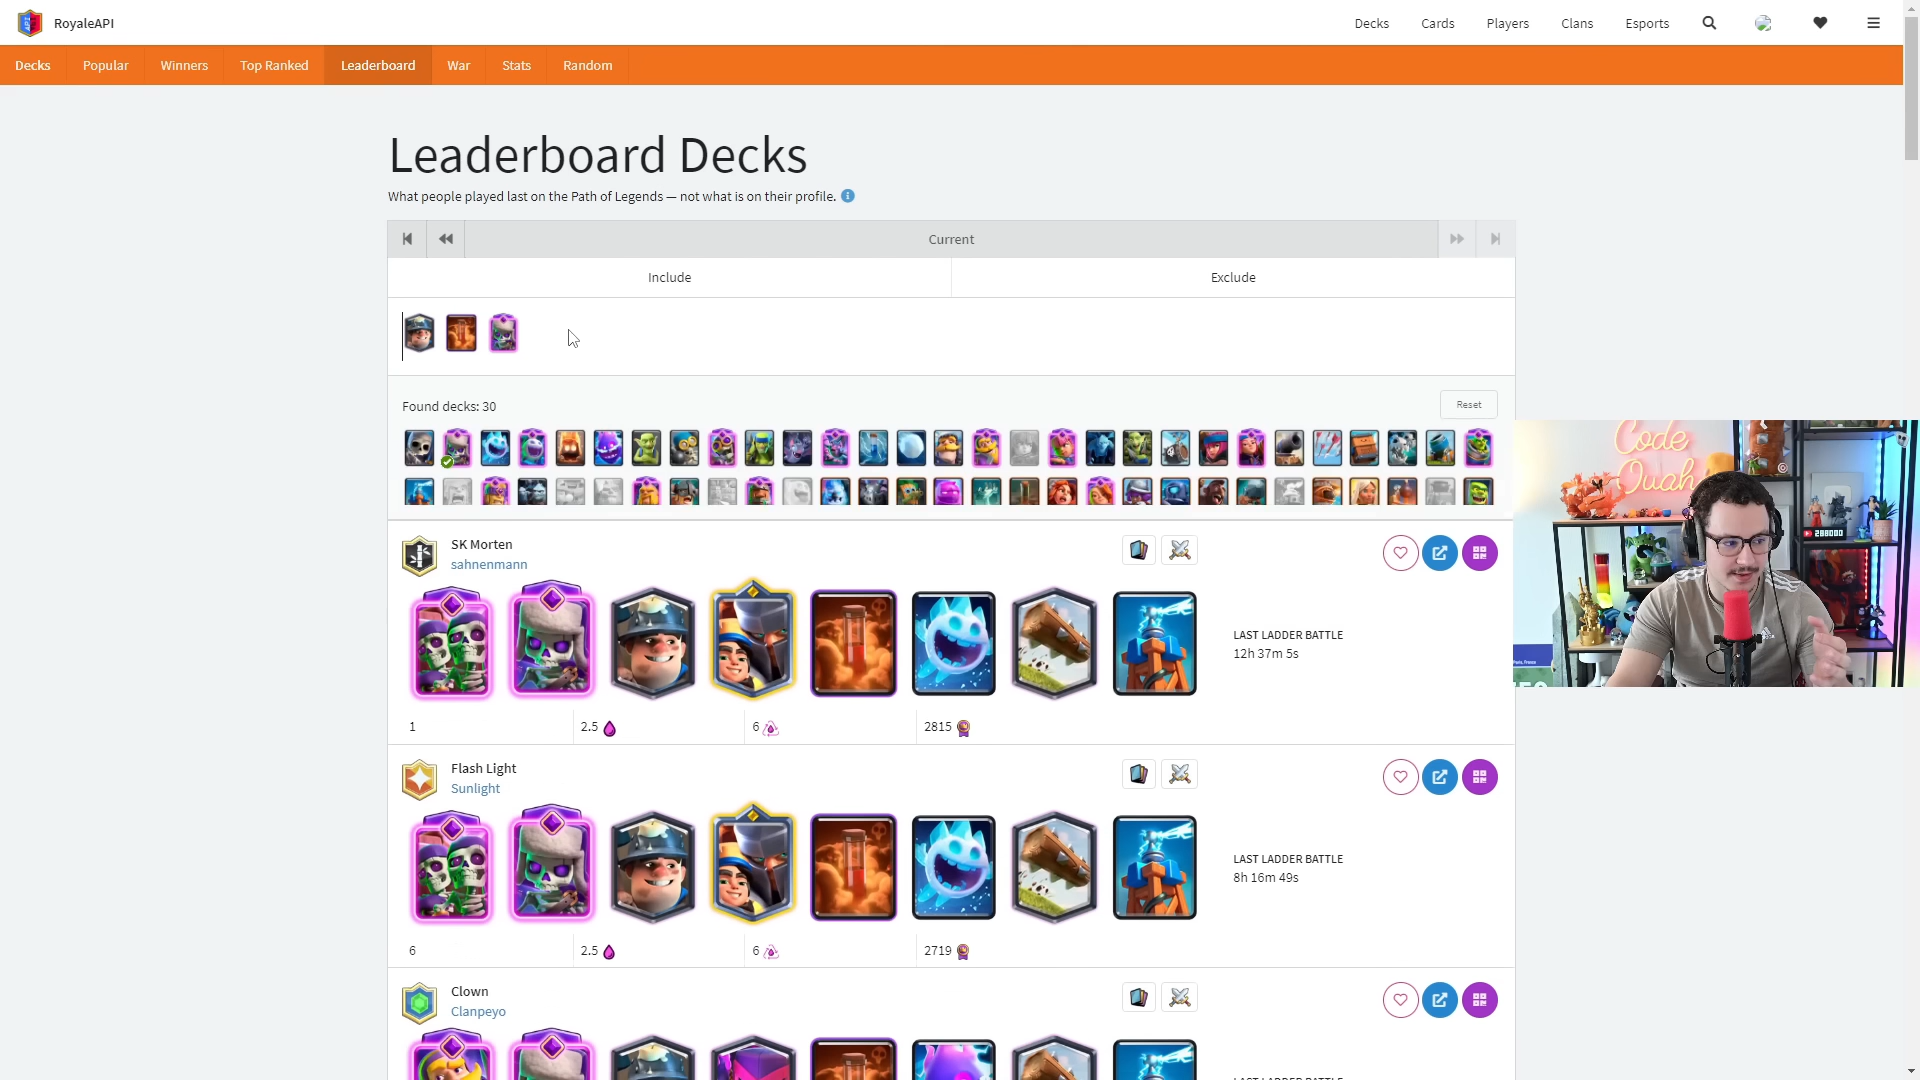 RoyaleAPI
Decks Cards Players Clans Esports
Decks Popular Winners Top Ranked Leaderboard War Stats Random
Leaderboard Decks
What people played last on the Path of Legends — not what is on their profile.
Current
Include Exclude
Found decks: 30 Reset
SK Morten
sahnenmann
LAST LADDER BATTLE
12h 37m 5s
1 2.5 6 2815
Flash Light
Sunlight
LAST LADDER BATTLE
8h 16m 49s
6 2.5 6 2719
Clown
Clanpeyo
Code
Ouah
288000